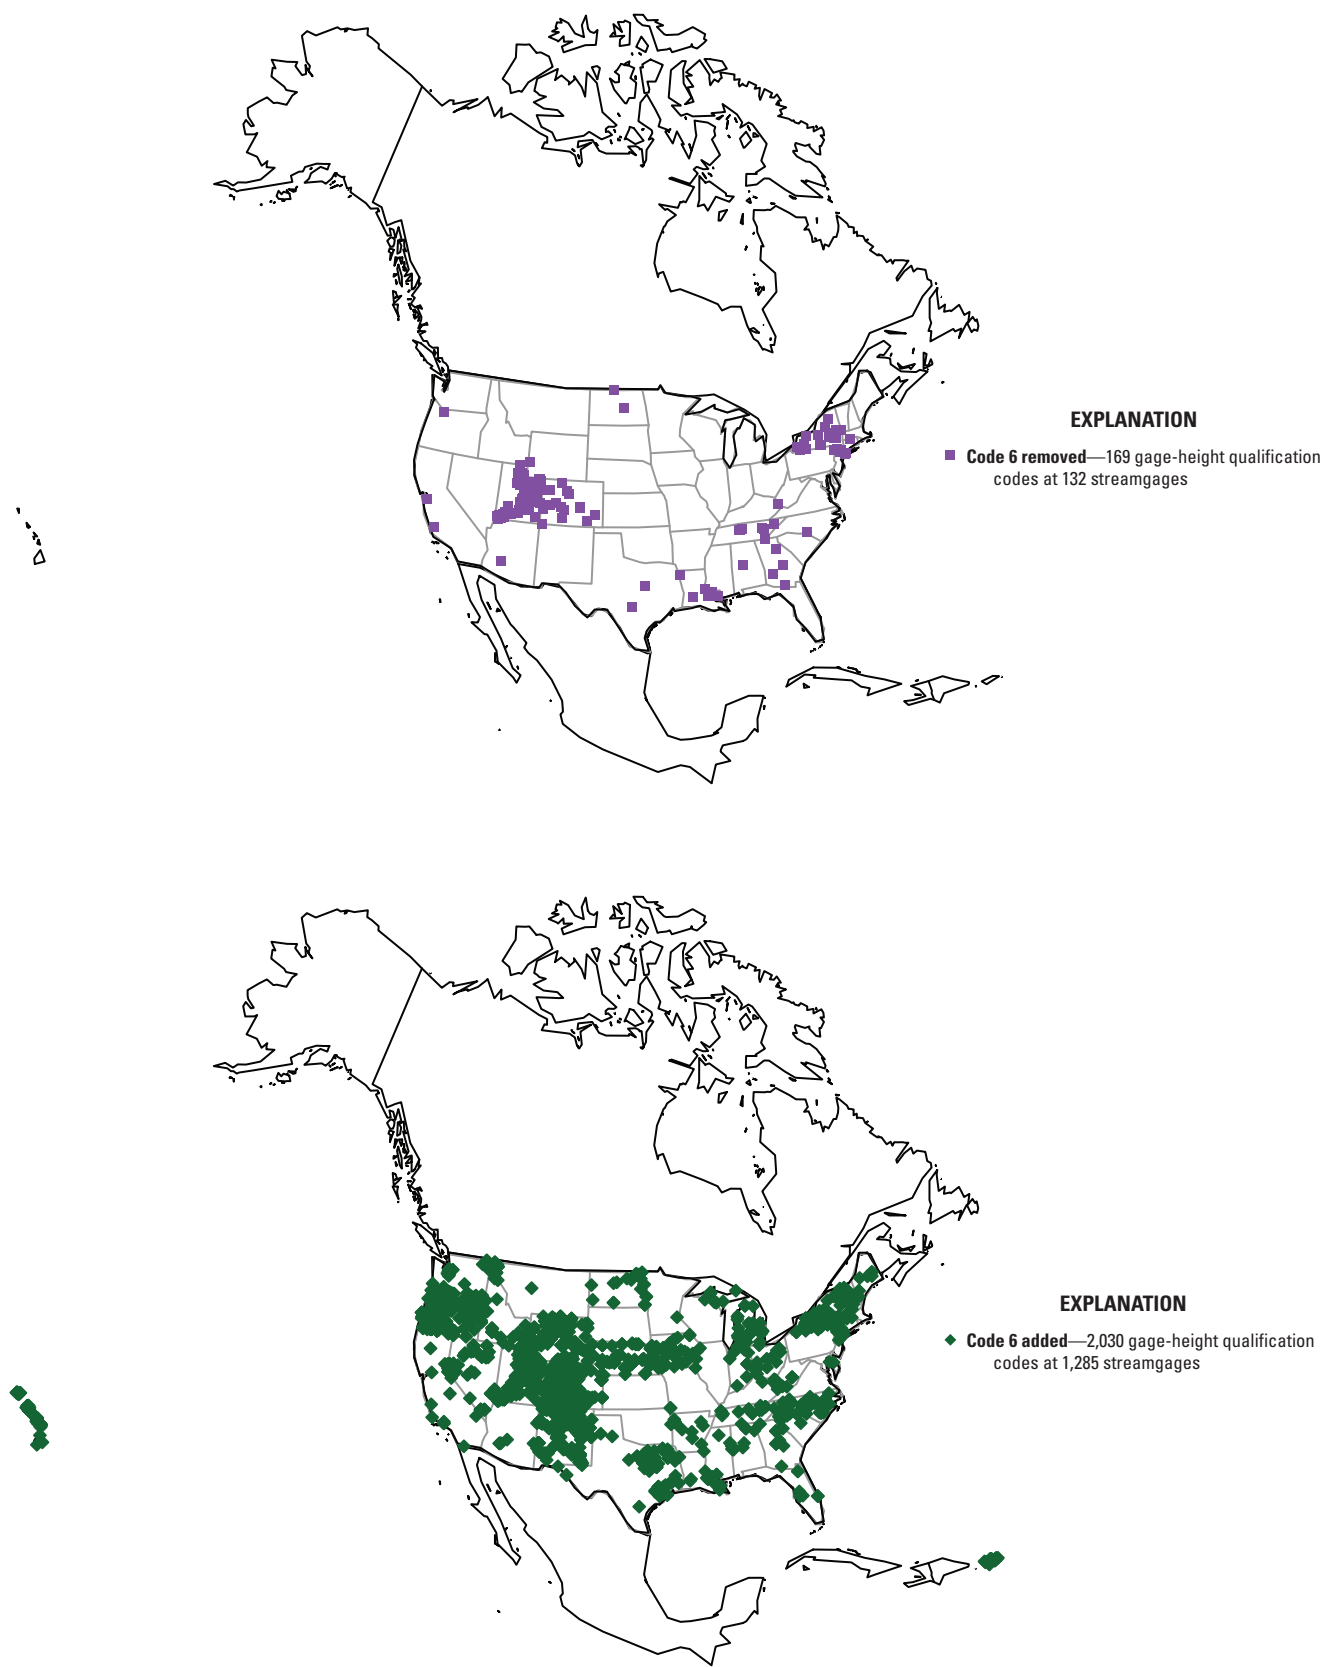 EXPLANATION
Code 6 removed—169 gage-height qualification
codes at 132 streamgages
EXPLANATION
Code 6 added—2,030 gage-height qualification
codes at 1,285 streamgages